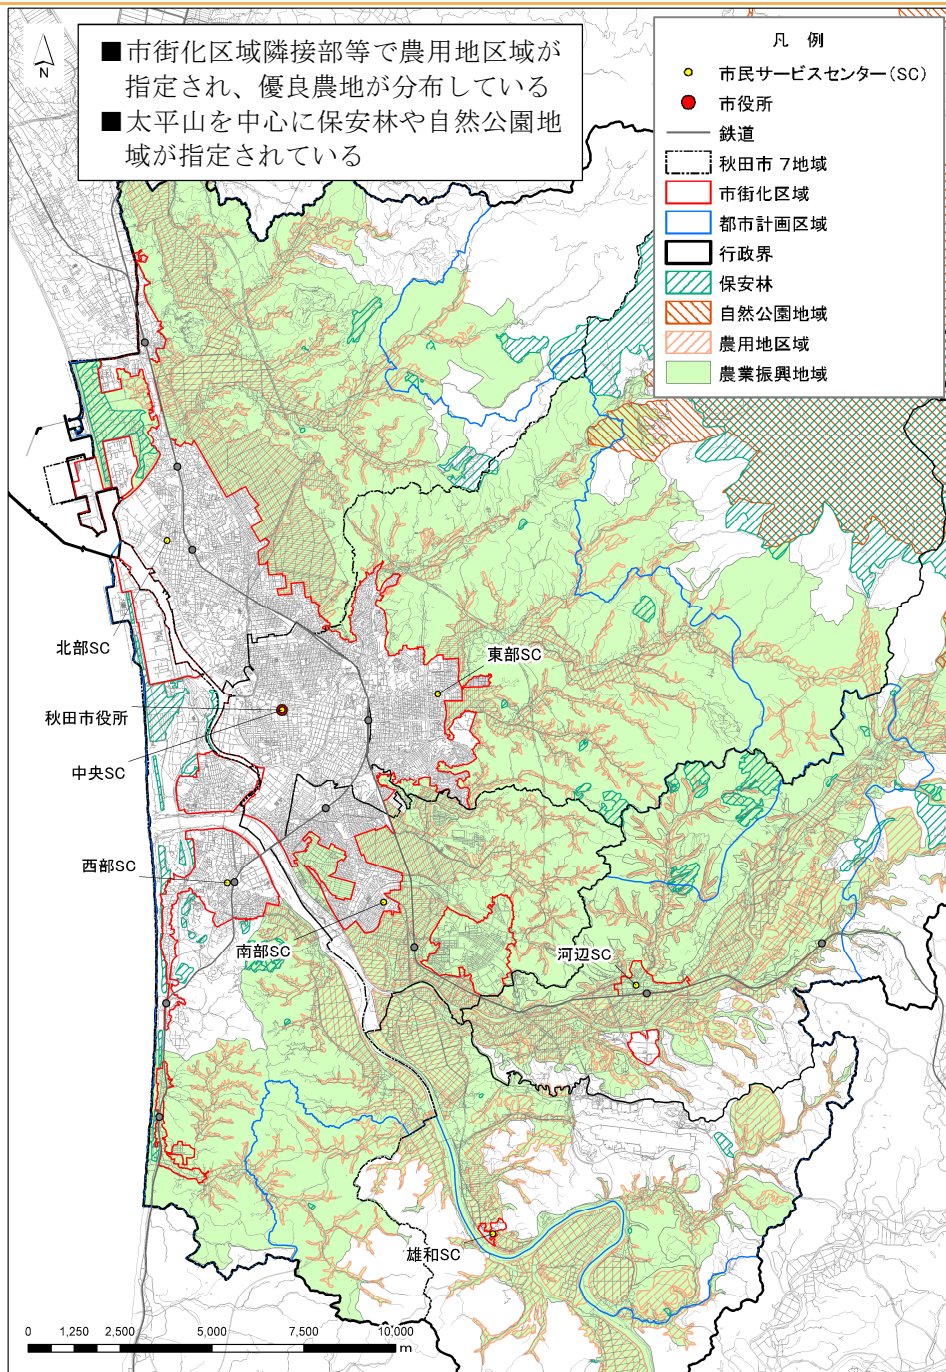 ■市街化区域隣接部等で農用地区域が
指定され、優良農地が分布している
■太平山を中心に保安林や自然公園地
域が指定されている
N
凡 例
市民サービスセンター(SC)
市役所
鉄道
秋田市 7地域
市街化区域
都市計画区域
行政界
保安林
自然公園地域
農用地区域
農業振興地域
北部SC
東部SC
秋田市役所
中央SC
西部SC
南部SC
河辺SC
雄和SC
0 1,250 2,500 5,000 7,500 10,000
m